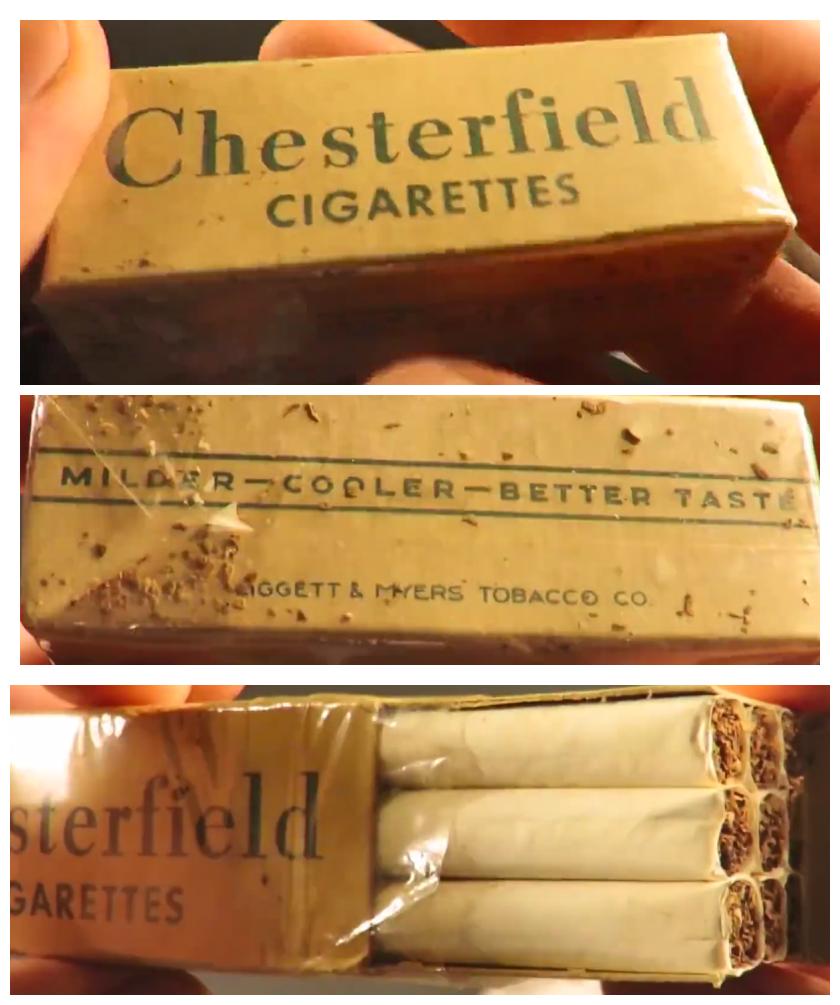 Chesterfield
CIGARETTES
MILDER—COOLER—BETTER TASTE
IGGETT & MYERS TOBACCO CO.
sterfield
GARETTES